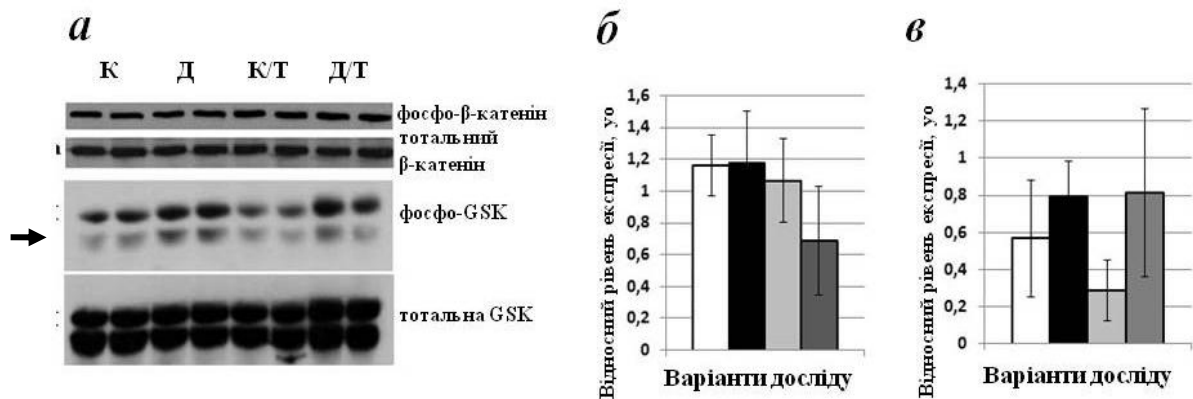 а
К Д К/Т Д/Т
фосфо-β-катенін
тотальний
β-катенін
фосфо-GSK
тотальна GSK
б
Відносний рівень експресії, уо
1,6
1,4
1,2
1
0,8
0,6
0,4
0,2
0
Варіанти досліду
в
Відносний рівень експресії, уо
1,4
1,2
1
0,8
0,6
0,4
0,2
0
Варіанти досліду